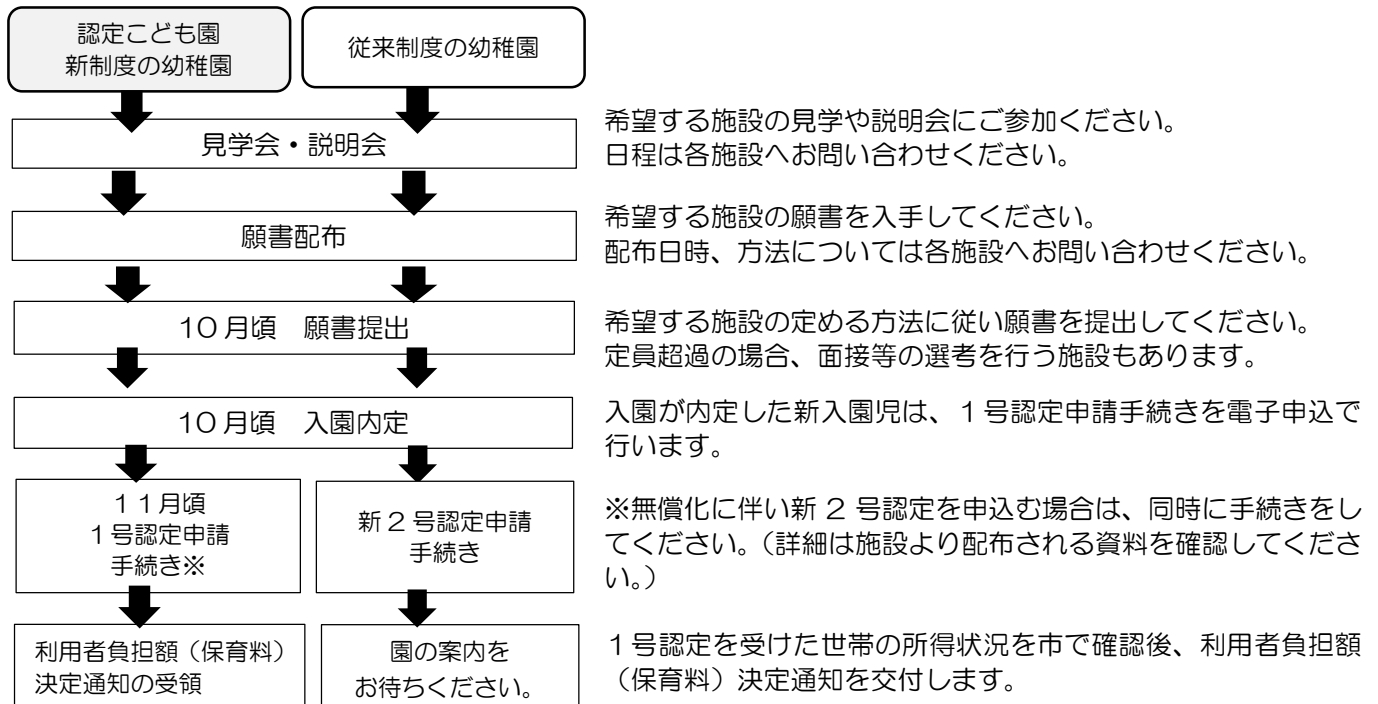 認定こども園
新制度の幼稚園
従来制度の幼稚園
見学会・説明会
希望する施設の見学や説明会にご参加ください。
日程は各施設へお問い合わせください。
願書配布
希望する施設の願書を入手してください。
配布日時、方法については各施設へお問い合わせください。
10月頃 願書提出
希望する施設の定める方法に従い願書を提出してください。
定員超過の場合、面接等の選考を行う施設もあります。
10月頃 入園内定
入園が内定した新入園児は、1号認定申請手続きを電子申込で
行います。
11月頃
1号認定申請
手続き※
新2号認定申請
手続き
※無償化に伴い新 2 号認定を申込む場合は、同時に手続きをし
てください。(詳細は施設より配布される資料を確認してくださ
い。)
利用者負担額(保育料)
決定通知の受領
園の案内を
お待ちください。
1号認定を受けた世帯の所得状況を市で確認後、利用者負担額
(保育料)決定通知を交付します。